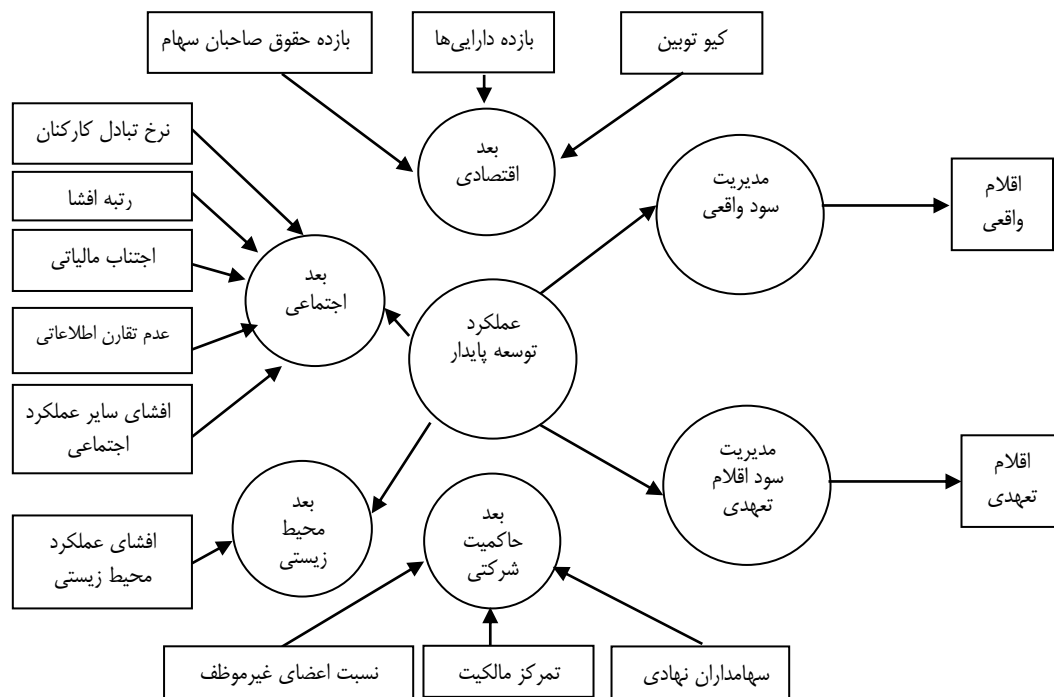 بازده حقوق صاحبان سهام
بازده دارایی‌ها
کیو توبین
نرخ تبادل کارکنان
رتبه افشا
اجتناب مالیاتی
عدم تقارن اطلاعاتی
افشای سایر عملکرد
اجتماعی
افشای عملکرد
محیط زیستی
بعد
اقتصادی
بعد
اجتماعی
عملکرد
توسعه پایدار
مدیریت
سود واقعی
اقلام
واقعی
مدیریت
سود اقلام
تعهدی
اقلام
تعهدی
بعد
محیط
زیستی
بعد
حاکمیت
شرکتی
نسبت اعضای غیرموظف
تمرکز مالکیت
سهامداران نهادی